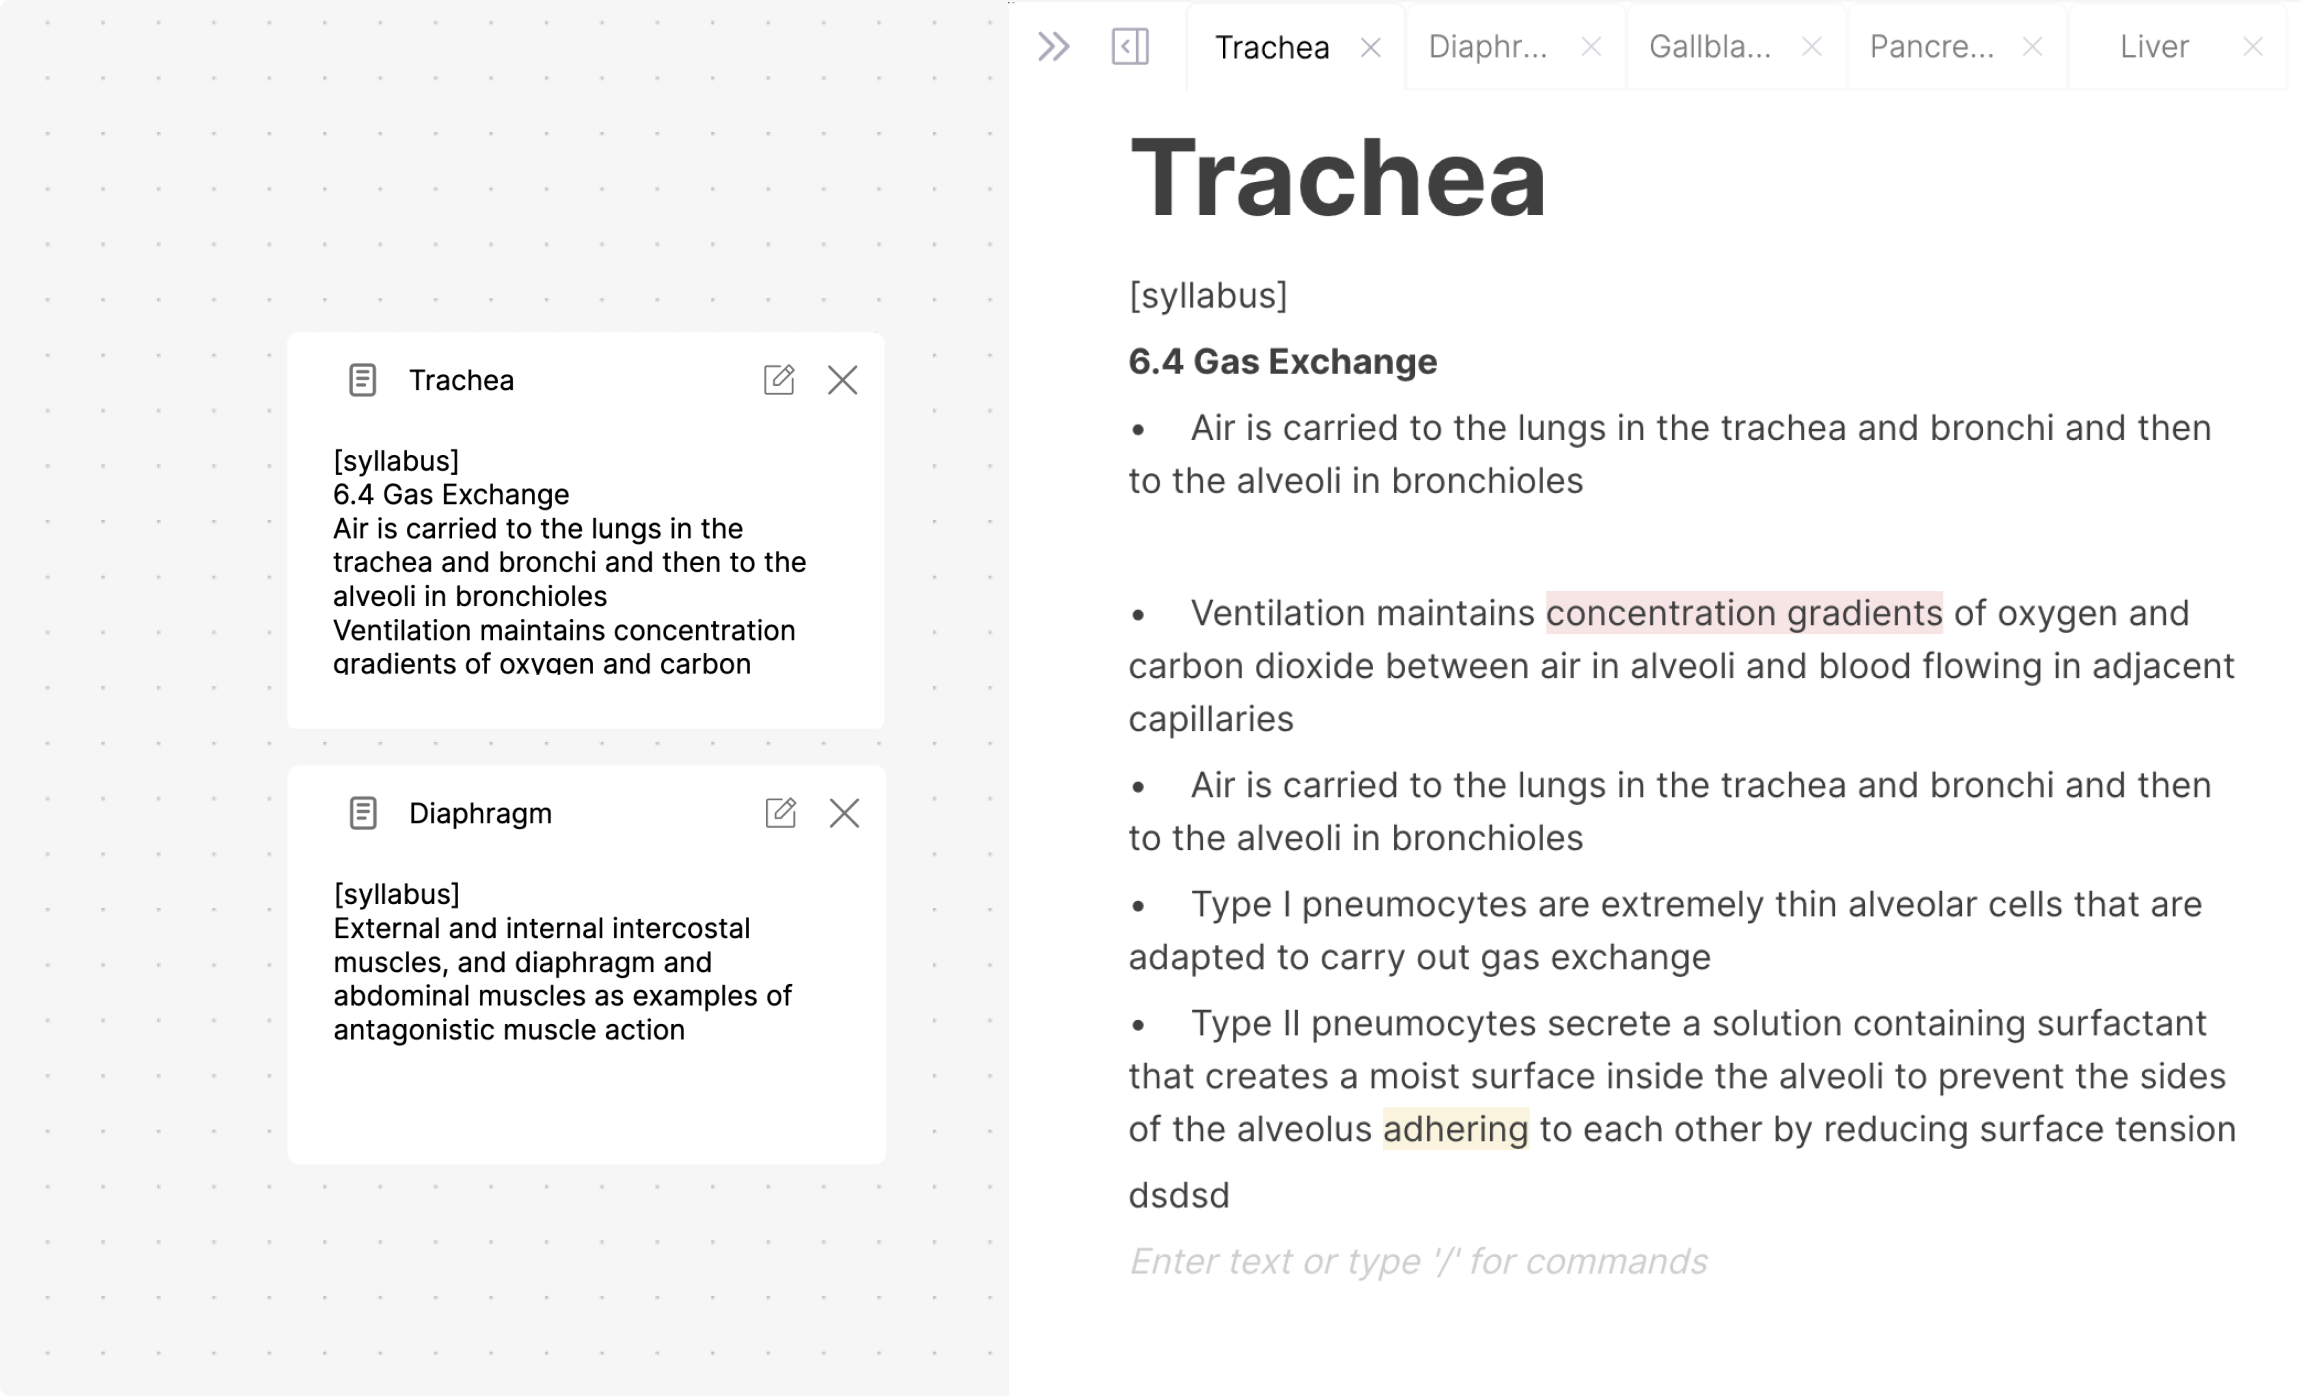 Trachea
[syllabus]
6.4 Gas Exchange
Air is carried to the lungs in the
trachea and bronchi and then to the
alveoli in bronchioles
Ventilation maintains concentration
gradients of oxygen and carbon
Diaphragm
[syllabus]
External and internal intercostal
muscles, and diaphragm and
abdominal muscles as examples of
antagonistic muscle action
Trachea Diaphr... Gallbla... Pancre... Liver
Trachea
[syllabus]
6.4 Gas Exchange
• Air is carried to the lungs in the trachea and bronchi and then
to the alveoli in bronchioles
• Ventilation maintains concentration gradients of oxygen and
carbon dioxide between air in alveoli and blood flowing in adjacent
capillaries
• Air is carried to the lungs in the trachea and bronchi and then
to the alveoli in bronchioles
• Type I pneumocytes are extremely thin alveolar cells that are
adapted to carry out gas exchange
• Type II pneumocytes secrete a solution containing surfactant
that creates a moist surface inside the alveoli to prevent the sides
of the alveolus adhering to each other by reducing surface tension
dsdsd
Enter text or type '/' for commands